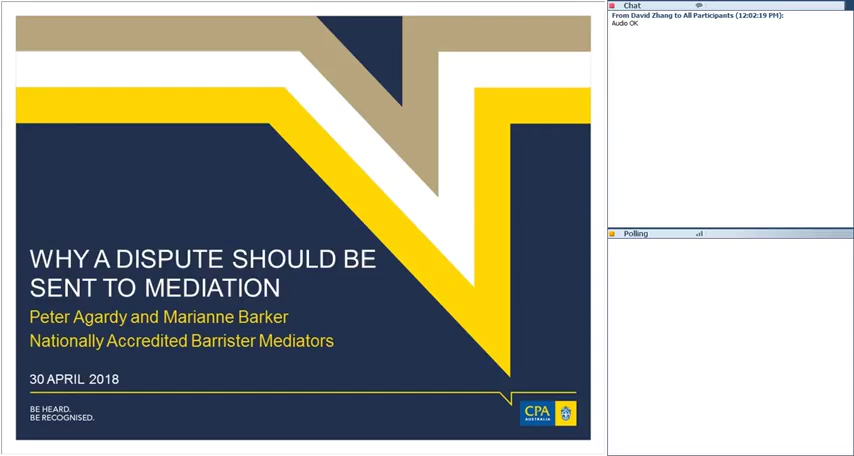 WHY A DISPUTE SHOULD BE
SENT TO MEDIATION
Peter Agardy and Marianne Barker
Nationally Accredited Barrister Mediators
30 APRIL 2018
BE HEARD.
BE RECOGNISED.
CPA
AUSTRALIA
Chat
From David Zhang to All Participants (12:02:19 PM):
Audio OK
Polling